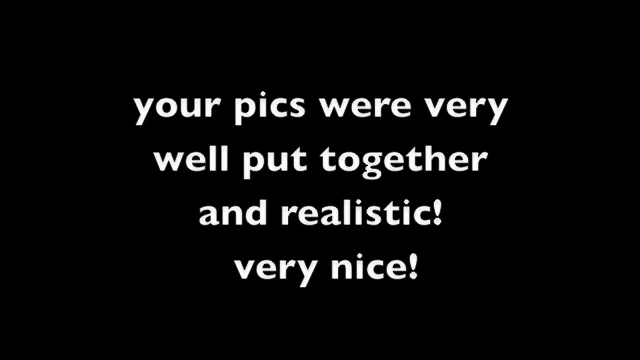 your pics were very
well put together
and realistic!
very nice!